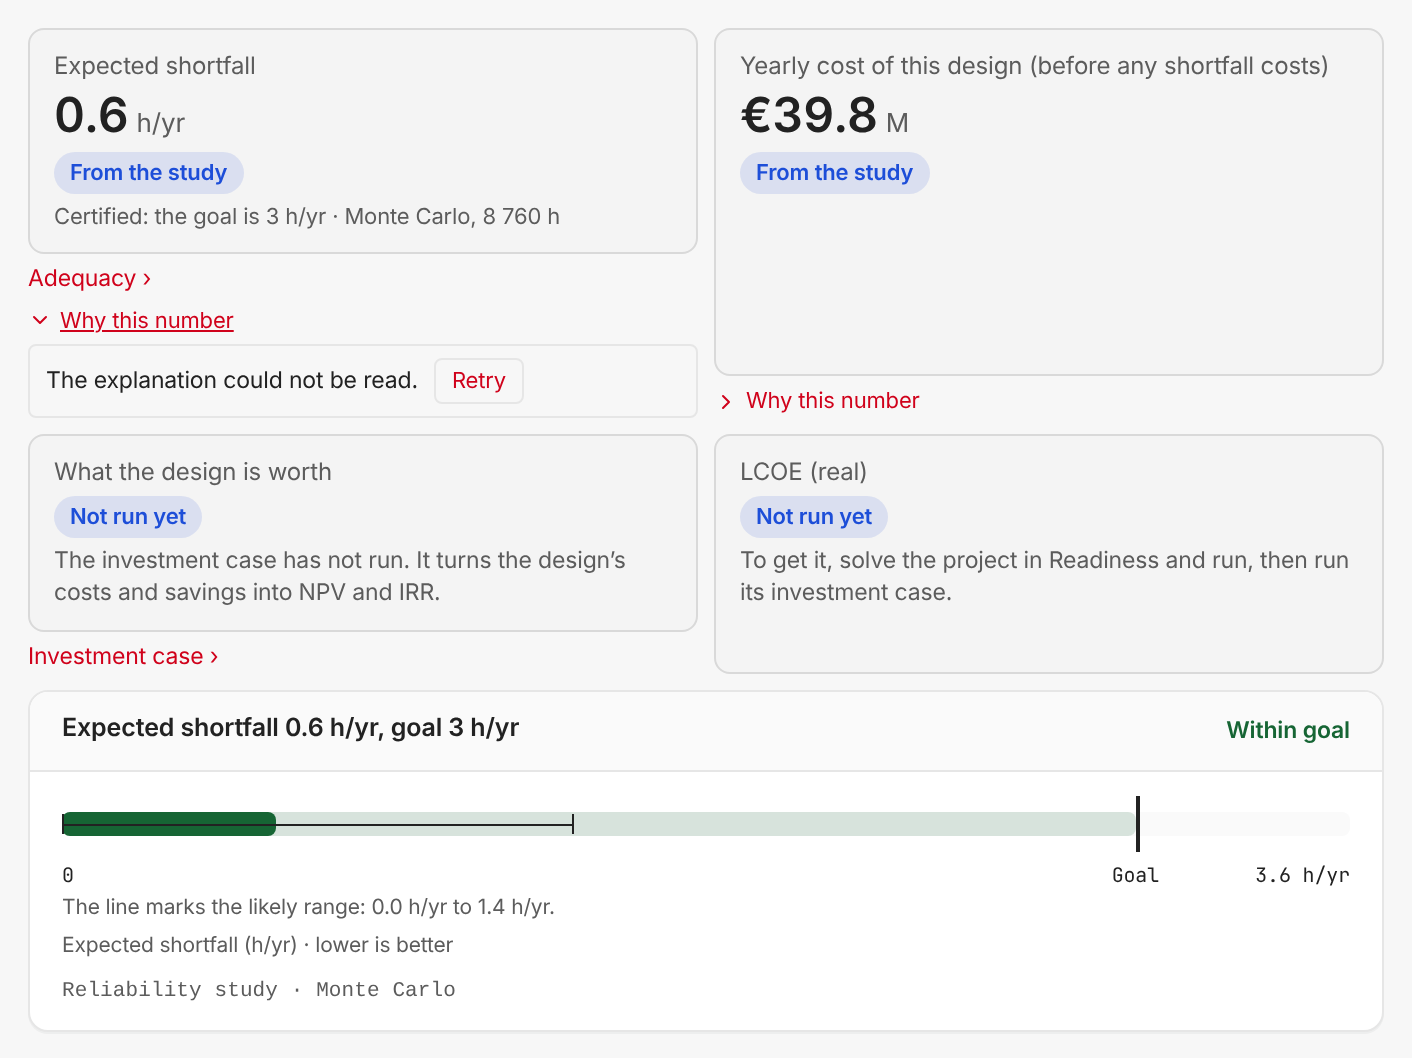 Expected shortfall
0.6 h/yr
From the study
Certified: the goal is 3 h/yr · Monte Carlo, 8 760 h
Adequacy ›
Why this number
The explanation could not be read. Retry
Yearly cost of this design (before any shortfall costs)
€39.8 M
From the study
Why this number
What the design is worth
Not run yet
The investment case has not run. It turns the design’s
costs and savings into NPV and IRR.
Investment case ›
LCOE (real)
Not run yet
To get it, solve the project in Readiness and run, then run
its investment case.
Expected shortfall 0.6 h/yr, goal 3 h/yr
Within goal
0 Goal 3.6 h/yr
The line marks the likely range: 0.0 h/yr to 1.4 h/yr.
Expected shortfall (h/yr) · lower is better
Reliability study · Monte Carlo